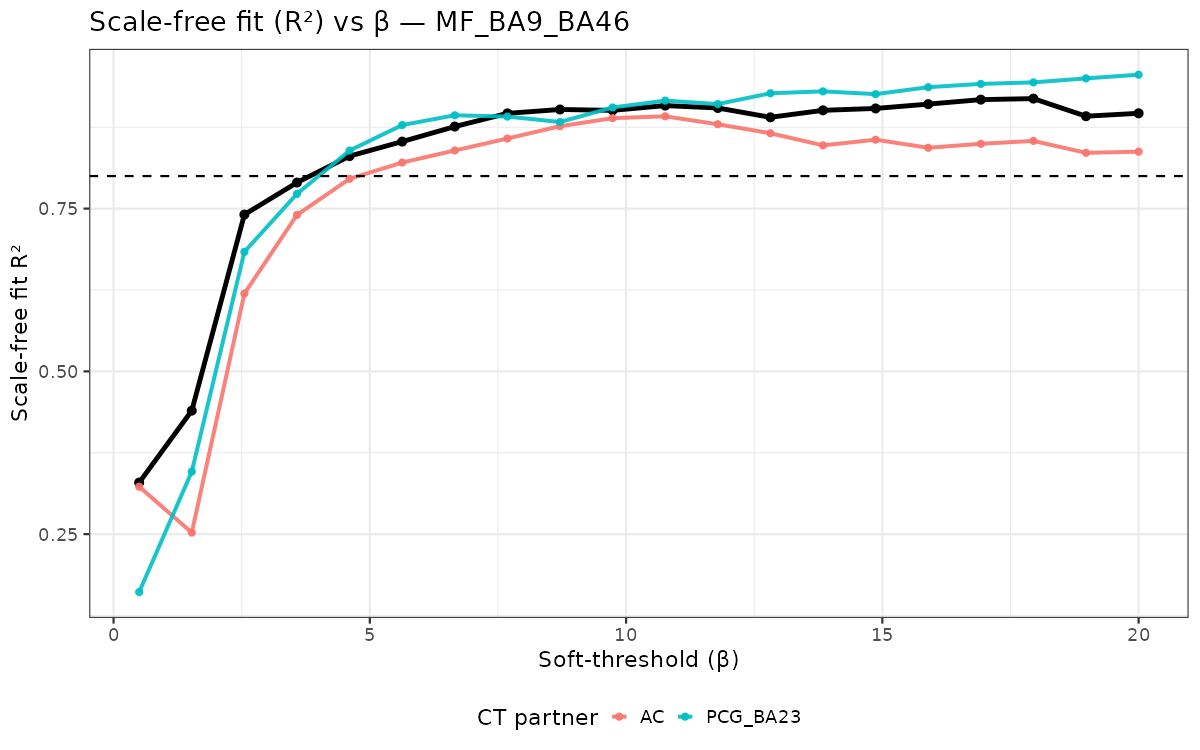 Scale-free fit (R²) vs β — MF_BA9_BA46
Scale-free fit R²
0.75
0.50
0.25
0
5
10
15
20
Soft-threshold (β)
CT partner
AC
PCG_BA23